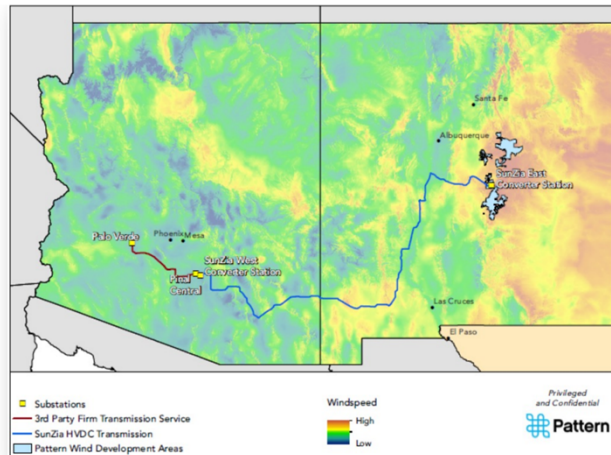 Santa Fe
Albuquerque
SunZia East
Converter Station
Palo Verde
Phoenix
Mesa
SunZia West
Converter Station
Pinal
Central
Las Cruces
El Paso
Substations
3rd Party Firm Transmission Service
SunZia HVDC Transmission
Pattern Wind Development Areas
Windspeed
High
Low
Privileged
and Confidential
Pattern